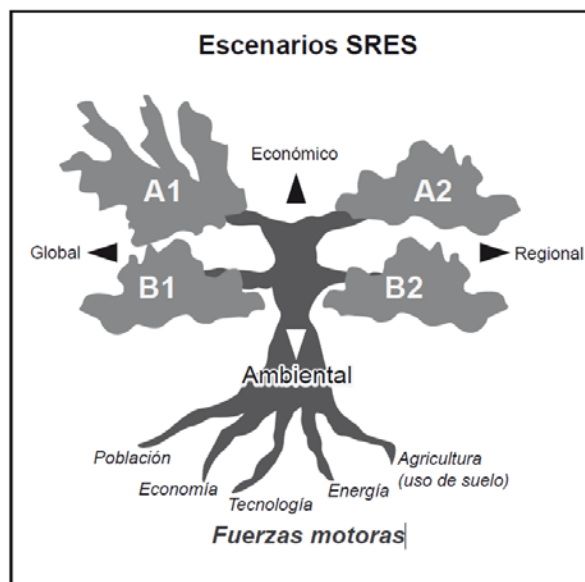 Escenarios SRES
Económico
A1
A2
Global
Regional
B1
B2
Ambiental
Población
Economía
Tecnología
Energía
Agricultura
(uso de suelo)
Fuerzas motoras